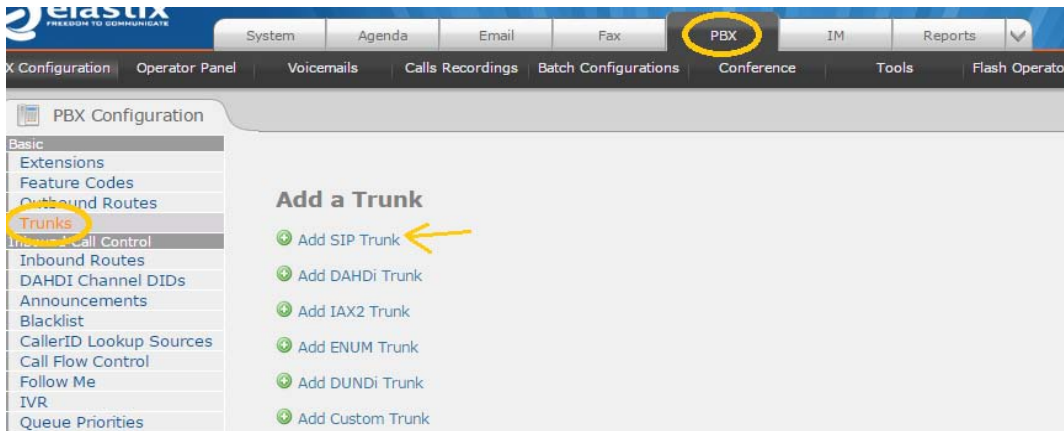 elastix
FREEDOM TO COMMUNICATE
System Agenda Email Fax PBX IM Reports
X Configuration Operator Panel Voicemails Calls Recordings Batch Configurations Conference Tools Flash Operato
PBX Configuration
Basic
Extensions
Feature Codes
Outbound Routes
Trunks
Inbound Call Control
Inbound Routes
DAHDI Channel DIDs
Announcements
Blacklist
CallerID Lookup Sources
Call Flow Control
Follow Me
IVR
Queue Priorities
Add a Trunk
Add SIP Trunk
Add DAHDi Trunk
Add IAX2 Trunk
Add ENUM Trunk
Add DUNDi Trunk
Add Custom Trunk